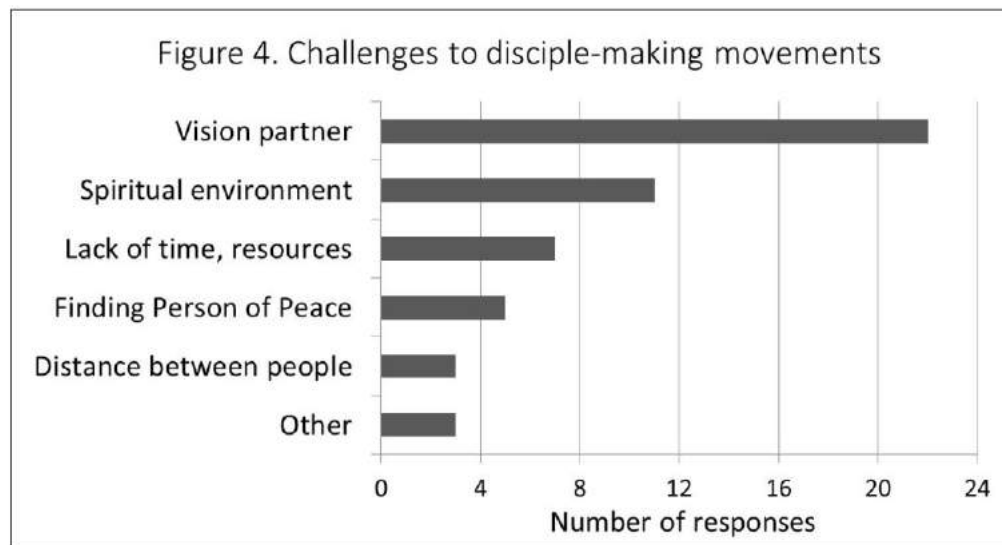 Figure 4. Challenges to disciple-making movements
Vision partner
Spiritual environment
Lack of time, resources
Finding Person of Peace
Distance between people
Other
0 4 8 12 16 20 24
Number of responses